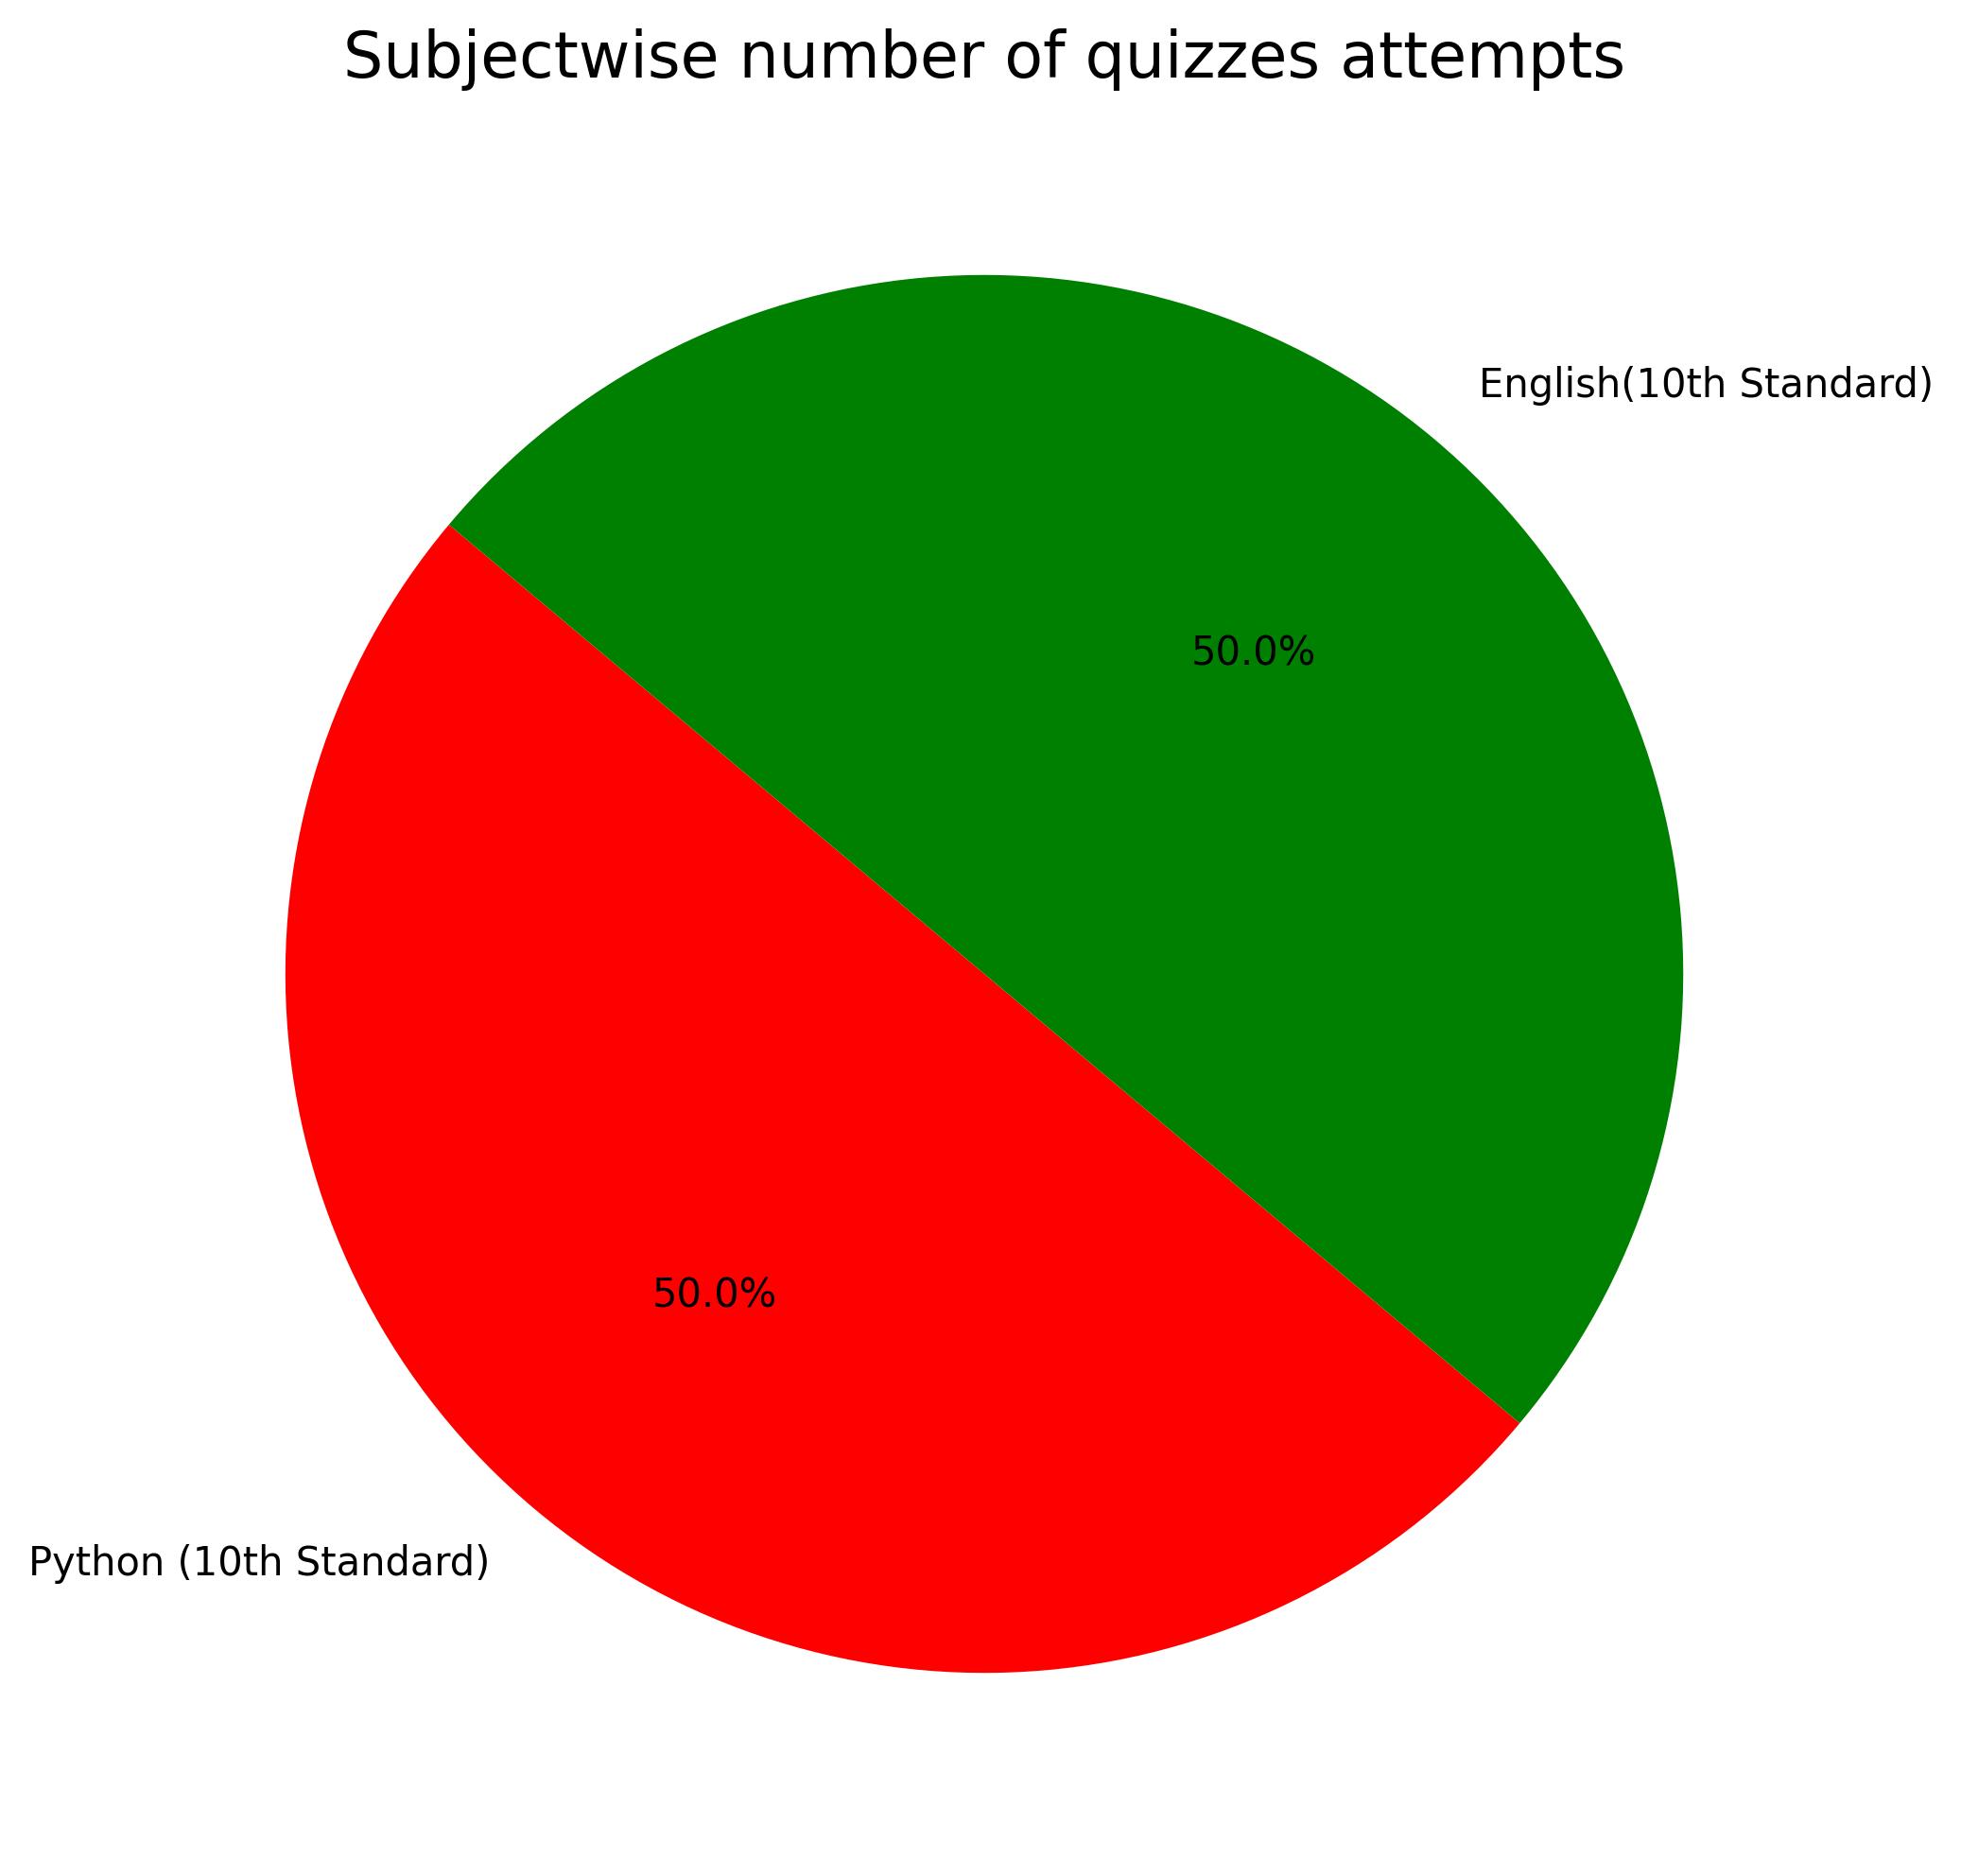 Subjectwise number of quizzes attempts
English(10th Standard)
50.0%
50.0%
Python (10th Standard)